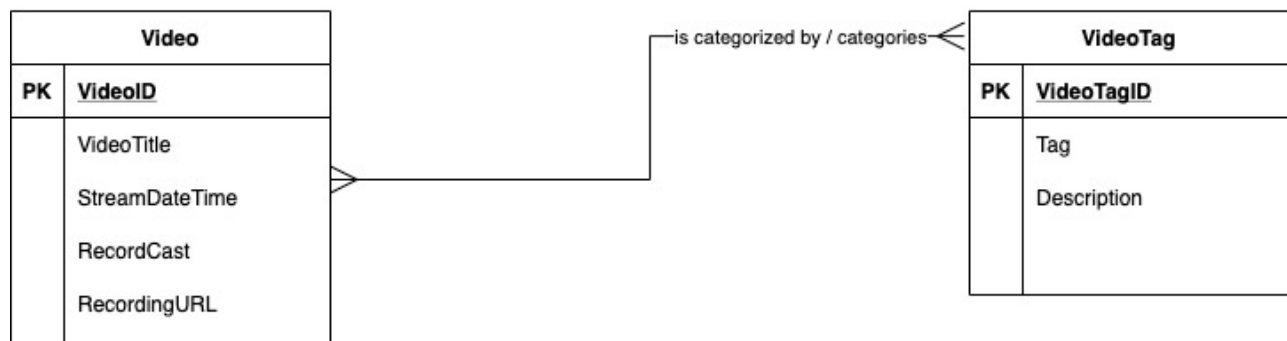 Video
PK VideoID
VideoTitle
StreamDateTime
RecordCast
RecordingURL
is categorized by / categories
VideoTag
PK VideoTagID
Tag
Description